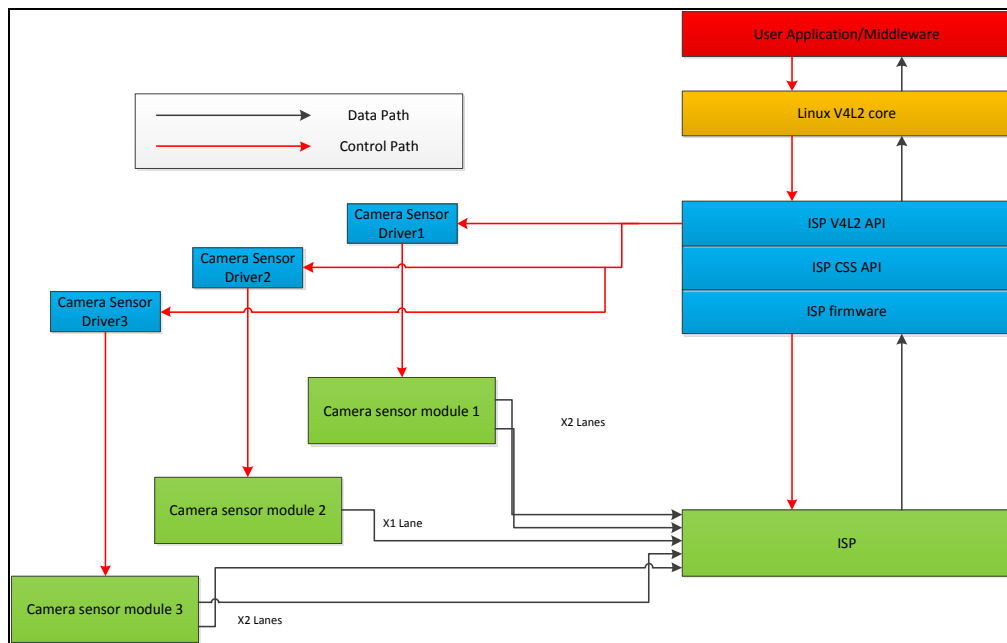 User Application/Middleware
Data Path
Control Path
Linux V4L2 core
Camera Sensor
Driver1
ISP V4L2 API
Camera Sensor
Driver2
ISP CSS API
Camera Sensor
Driver3
ISP firmware
Camera sensor module 1
X2 Lanes
Camera sensor module 2
X1 Lane
ISP
Camera sensor module 3
X2 Lanes